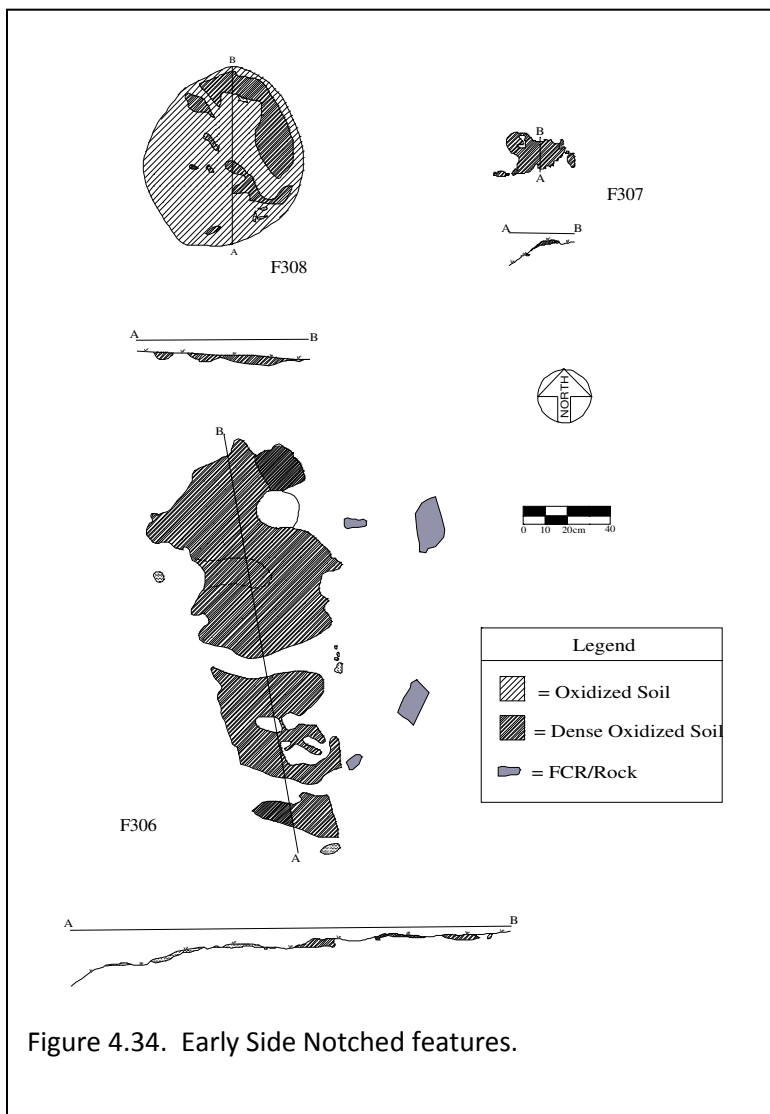 B
A
F308
B
A
F307
A B
A B
NORTH
B
0 10 20cm 40
Legend
= Oxidized Soil
= Dense Oxidized Soil
= FCR/Rock
F306
A
A B
Figure 4.34. Early Side Notched features.